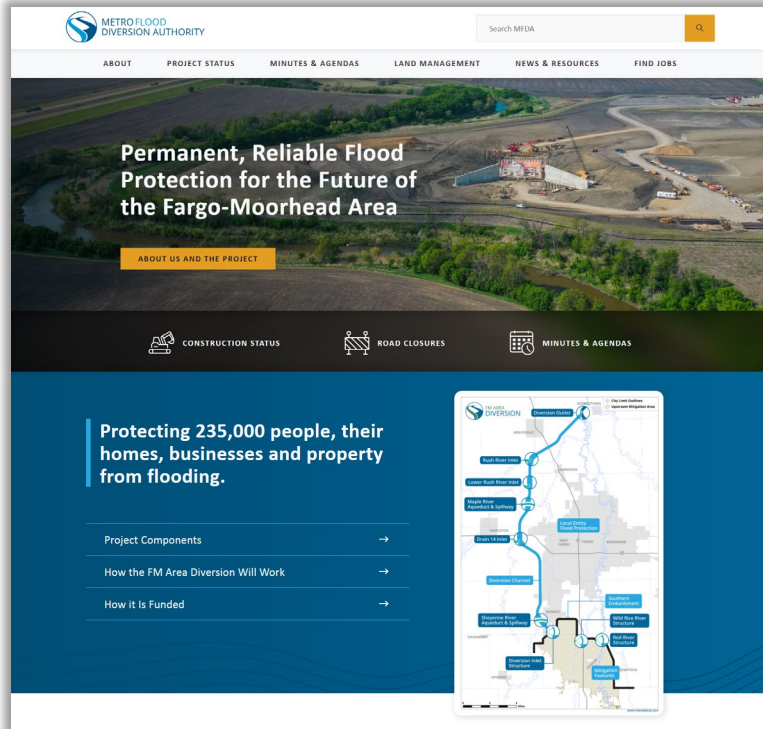 METRO FLOOD
DIVERSION AUTHORITY
Search MFDA
ABOUT
PROJECT STATUS
MINUTES & AGENDAS
LAND MANAGEMENT
NEWS & RESOURCES
FIND JOBS
Permanent, Reliable Flood
Protection for the Future of
the Fargo-Moorhead Area
ABOUT US AND THE PROJECT
CONSTRUCTION STATUS
ROAD CLOSURES
MINUTES & AGENDAS
Protecting 235,000 people, their
homes, businesses and property
from flooding.
Project Components
How the FM Area Diversion Will Work
How it Is Funded
FM AREA
DIVERSION
Diversion Outlet
City Limit Outlines
Upstream Mitigation Area
Rush River Inlet
Lower Rush River Inlet
Maple River
Aqueduct & Spillway
Local Entity
Flood Protection
Drain 14 Inlet
WEST
FARGO
FARGO
MOORHEAD
Diversion Channel
Southern
Embankment
Sheyenne River
Aqueduct & Spillway
Wild Rice River
Structure
Red River
Structure
Diversion Inlet
Structure
Mitigation
Features